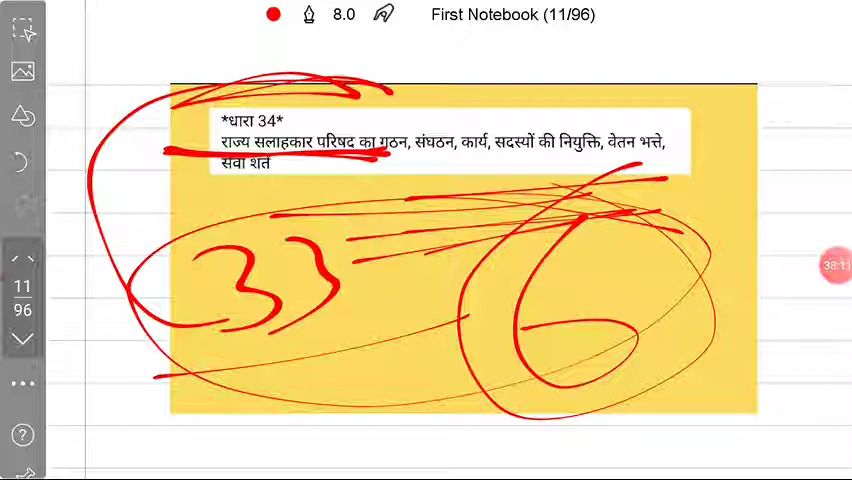 8.0 First Notebook (11/96)
*धारा 34*
राज्य सलाहकार परिषद का गठन, संघठन, कार्य, सदस्यों की नियुक्ति, वेतन भत्ते,
सेवा शर्ते
33
6
11
96
38:11